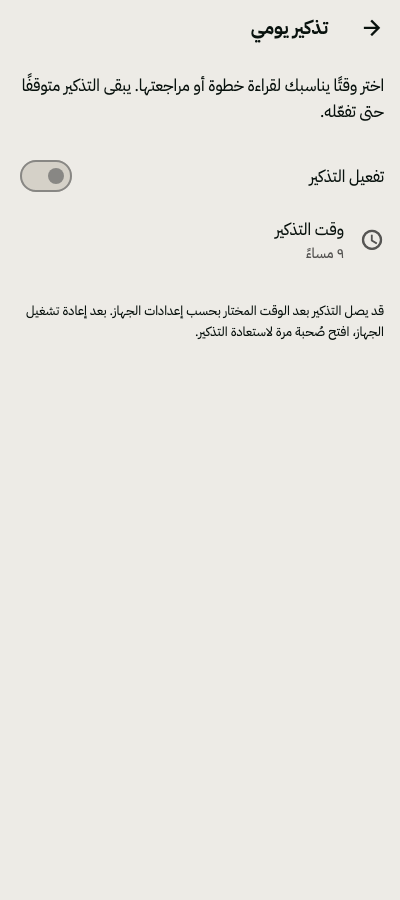 تذكير يومي
اختر وقتًا يناسبك لقراءة خطوة أو مراجعتها. يبقى التذكير متوقفًا
حتى تفعّله.
تفعيل التذكير
وقت التذكير
٩ مساءً
قد يصل التذكير بعد الوقت المختار بحسب إعدادات الجهاز. بعد إعادة تشغيل
الجهاز، افتح صُحبة مرة لاستعادة التذكير.